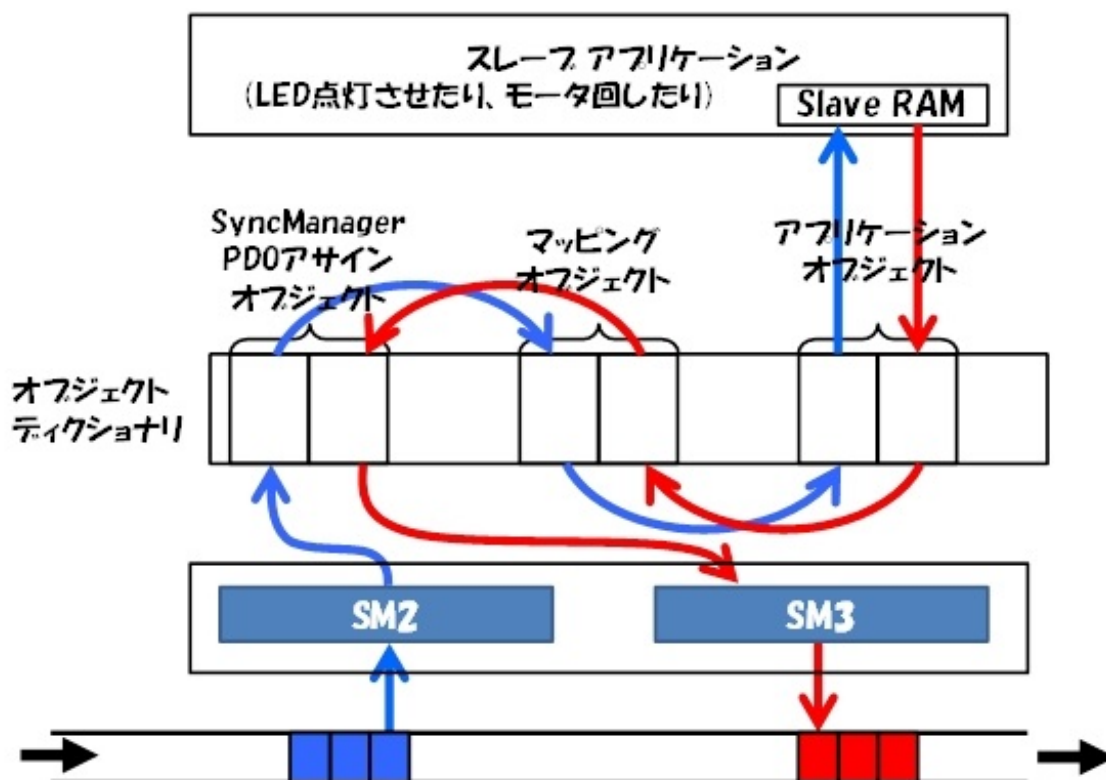 スレーブ アプリケーション
(LED点灯させたり、モータ回したり)
Slave RAM
SyncManager
PDOアサイン
オブジェクト
マッピング
オブジェクト
アプリケーション
オブジェクト
オブジェクト
ディクショナリ
SM2
SM3